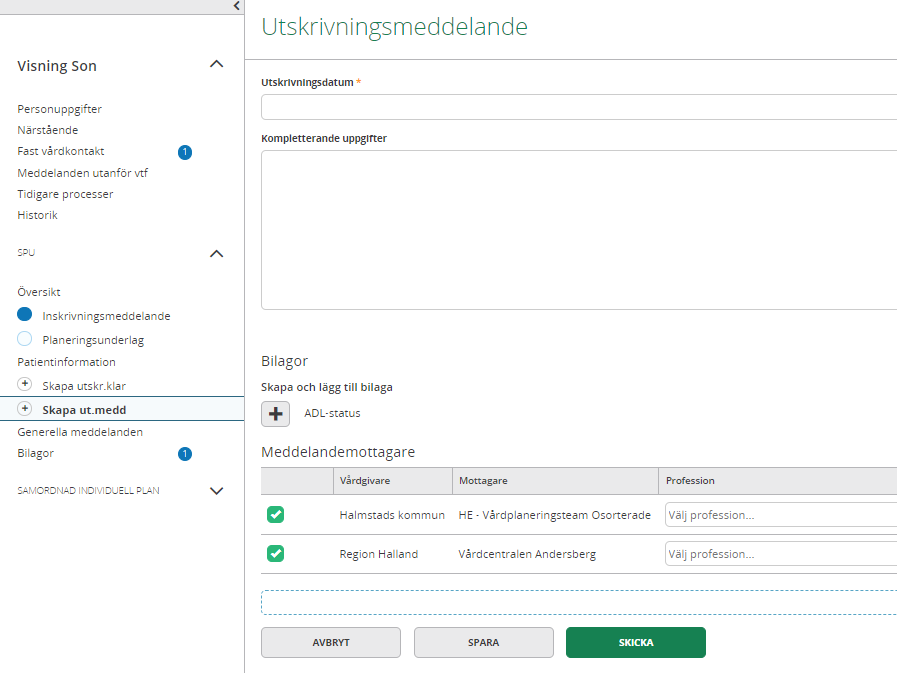 Utskrivningsmeddelande
Visning Son
Personuppgifter
Närstående
Fast vårdkontakt 1
Meddelanden utanför vtf
Tidigare processer
Historik
SPU
Översikt
Inskrivningsmeddelande
Planeringsunderlag
Patientinformation
Skapa utskr.klar
Skapa ut.medd
Generella meddelanden
Bilagor 1
SAMORDNAD INDIVIDUELL PLAN
Utskrivningsdatum *
Kompletterande uppgifter
Bilagor
Skapa och lägg till bilaga
ADL-status
Meddelandemottagare
Vårdgivare Mottagare Profession
Halmstads kommun HE - Vårdplaneringsteam Osorterade Välj profession...
Region Halland Vårdcentralen Andersberg Välj profession...
AVBRYT SPARA SKICKA